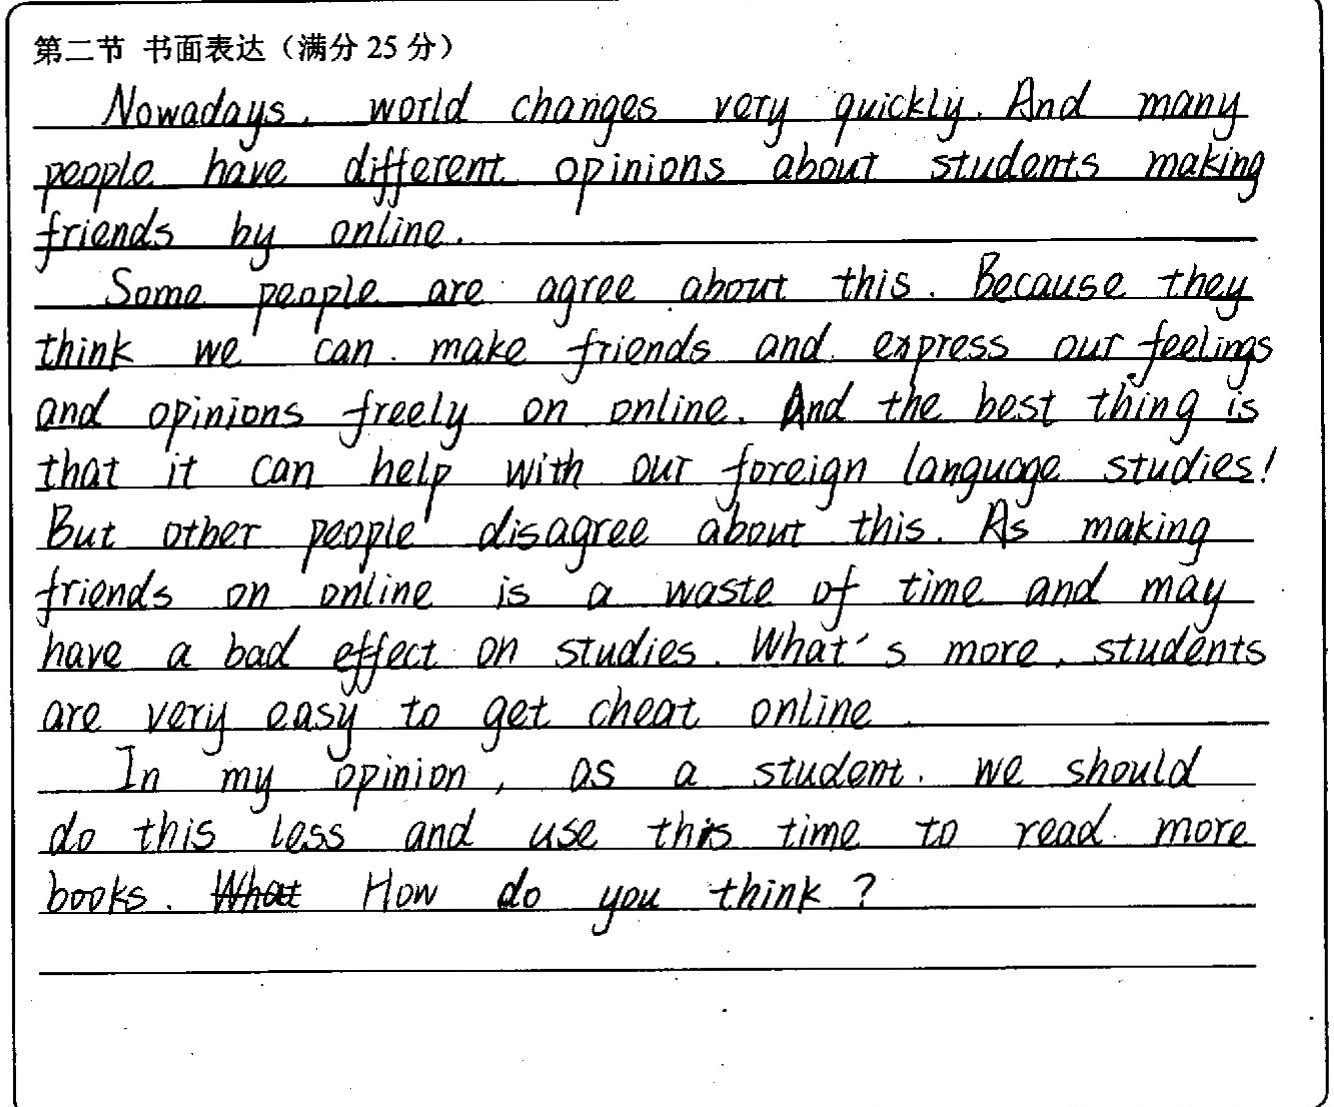 第二节 书面表达（满分 25 分）
Nowadays, world changes very quickly. And many
people have different opinions about students making
friends by online.
Some people are agree about this. Because they
think we can make friends and express our feelings
and opinions freely on online. And the best thing is
that it can help with our foreign language studies!
But other people disagree about this. As making
friends on online is a waste of time and may
have a bad effect on studies. What's more, students
are very easy to get cheat online.
In my opinion, as a student, we should
do this less and use this time to read more
books. What How do you think?